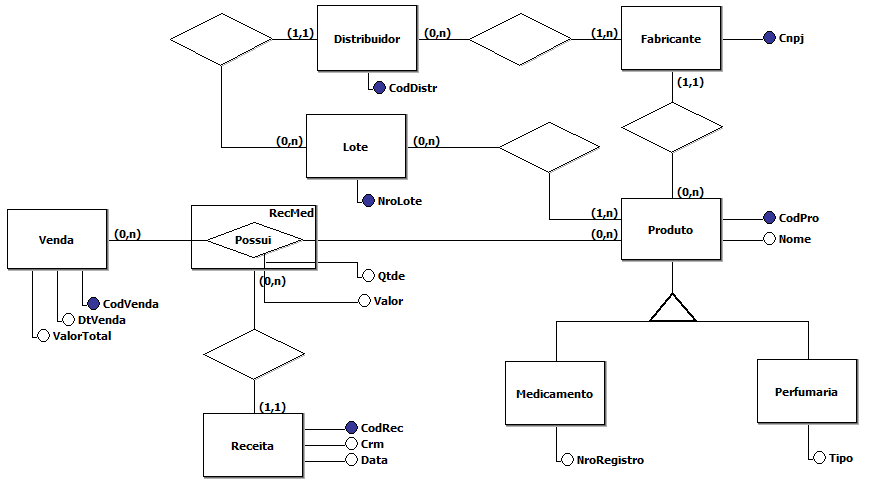 (1,1)
Distribuidor
(0,n)
(1,n)
Fabricante
Cnpj
CodDistr
(1,1)
(0,n)
Lote
(0,n)
NroLote
(0,n)
(1,n)
Produto
CodPro
Nome
(0,n)
RecMed
Venda
(0,n)
Possui
(0,n)
Qtde
Valor
CodVenda
DtVenda
ValorTotal
(1,1)
Receita
CodRec
Crm
Data
Medicamento
NroRegistro
Perfumaria
Tipo